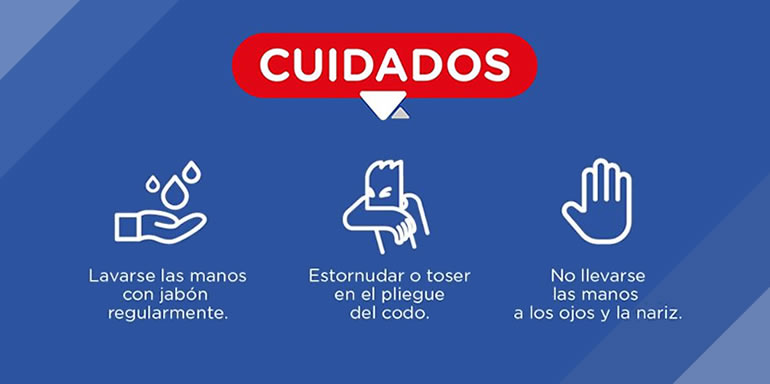 CUIDADOS
Lavarse las manos
con jabón
regularmente.
Estornudar o toser
en el pliegue
del codo.
No llevarse
las manos
a los ojos y la nariz.